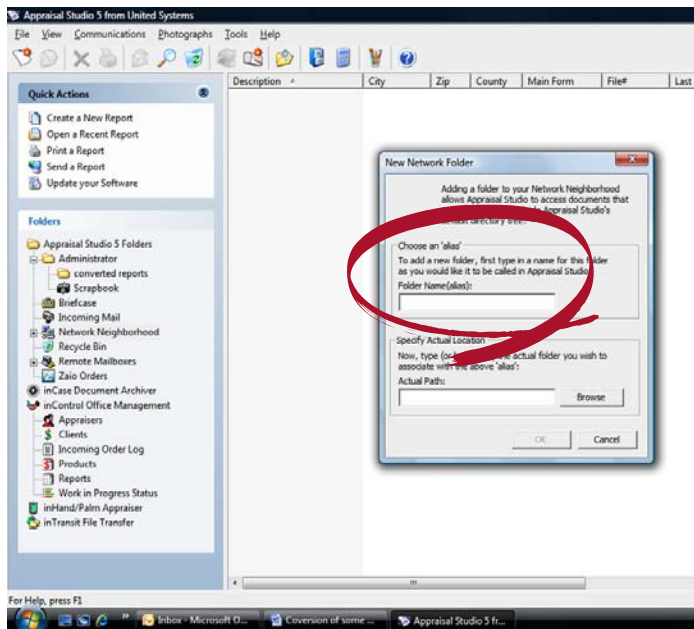 Appraisal Studio 5 from United Systems
File View Communications Photographs Tools Help
Description City Zip County Main Form File# Last
Quick Actions
Create a New Report
Open a Recent Report
Print a Report
Send a Report
Update your Software
Folders
Appraisal Studio 5 Folders
Administrator
converted reports
Scrapbook
Briefcase
Incoming Mail
Network Neighborhood
Recycle Bin
Remote Mailboxes
Zaio Orders
inCase Document Archiver
inControl Office Management
Appraisers
Clients
Incoming Order Log
Products
Reports
Work in Progress Status
inHand/Palm Appraiser
inTransit File Transfer
New Network Folder
Adding a folder to your Network Neighborhood
allows Appraisal Studio to access documents that
Appraisal Studio's
directory tree.
Choose an 'alias'
To add a new folder, first type in a name for this folder
as you would like it to be called in Appraisal Studio
Folder Name(alias):
Specify Actual Location
Now, type (or the actual folder you wish to
associate with the above 'alias':
Actual Path:
Browse
OK Cancel
For Help, press F1
Inbox - Microsoft O... Coversion of some ... Appraisal Studio 5 fr...